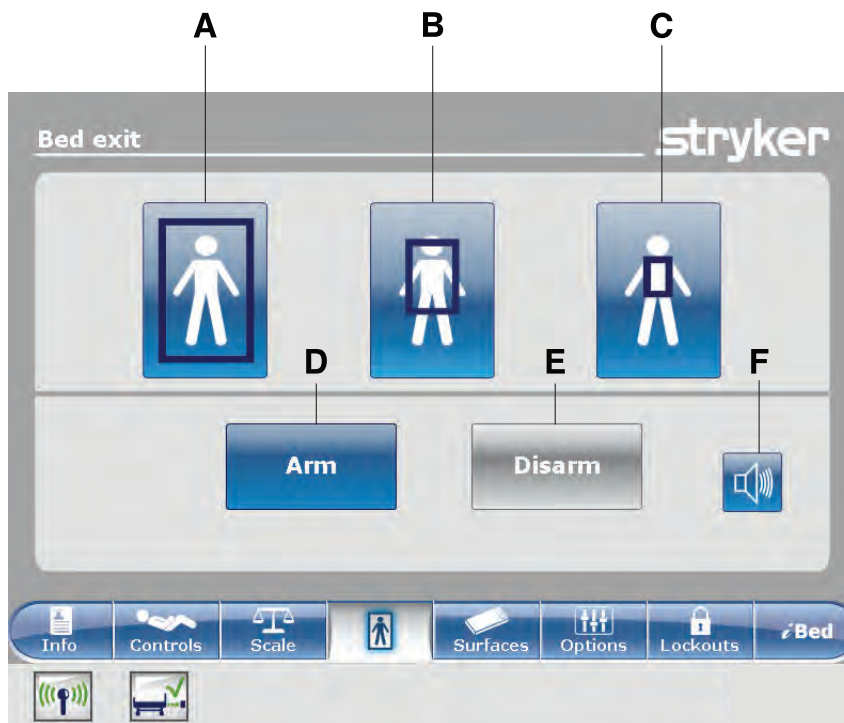 A B C
Bed exit stryker
D E F
Arm Disarm
Info Controls Scale Surfaces Options Lockouts iBed